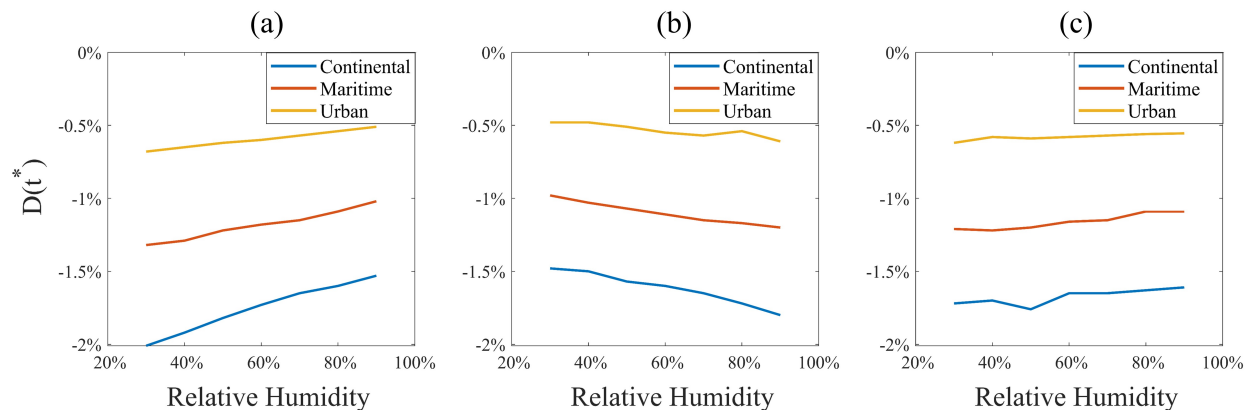 (a)
0%
-0.5%
-1%
-1.5%
-2%
20%
40%
60%
80%
100%
D(t*)
Relative Humidity
Continental
Maritime
Urban
(b)
0%
-0.5%
-1%
-1.5%
-2%
20%
40%
60%
80%
100%
Relative Humidity
Continental
Maritime
Urban
(c)
0%
-0.5%
-1%
-1.5%
-2%
20%
40%
60%
80%
100%
Relative Humidity
Continental
Maritime
Urban